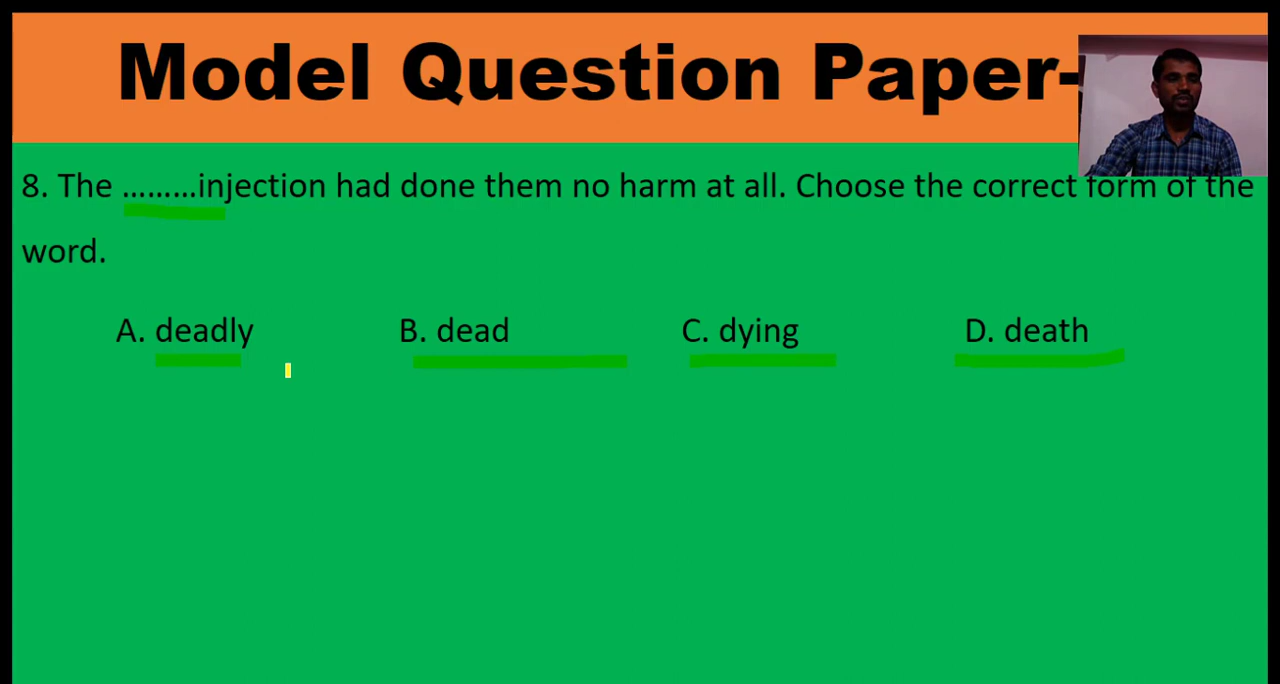 Model Question Paper-
8. The .........injection had done them no harm at all. Choose the correct form of the
word.
A. deadly B. dead C. dying D. death